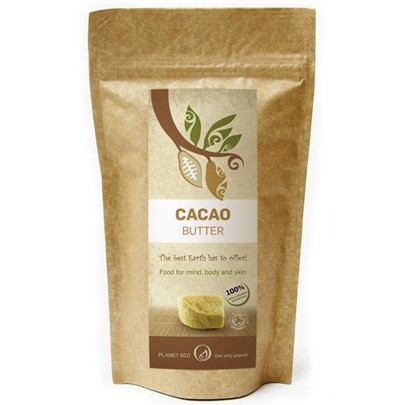 CACAO
BUTTER
The best Earth has to offer!
Food for mind, body and skin
100%
PLANET BIO
Our only planet